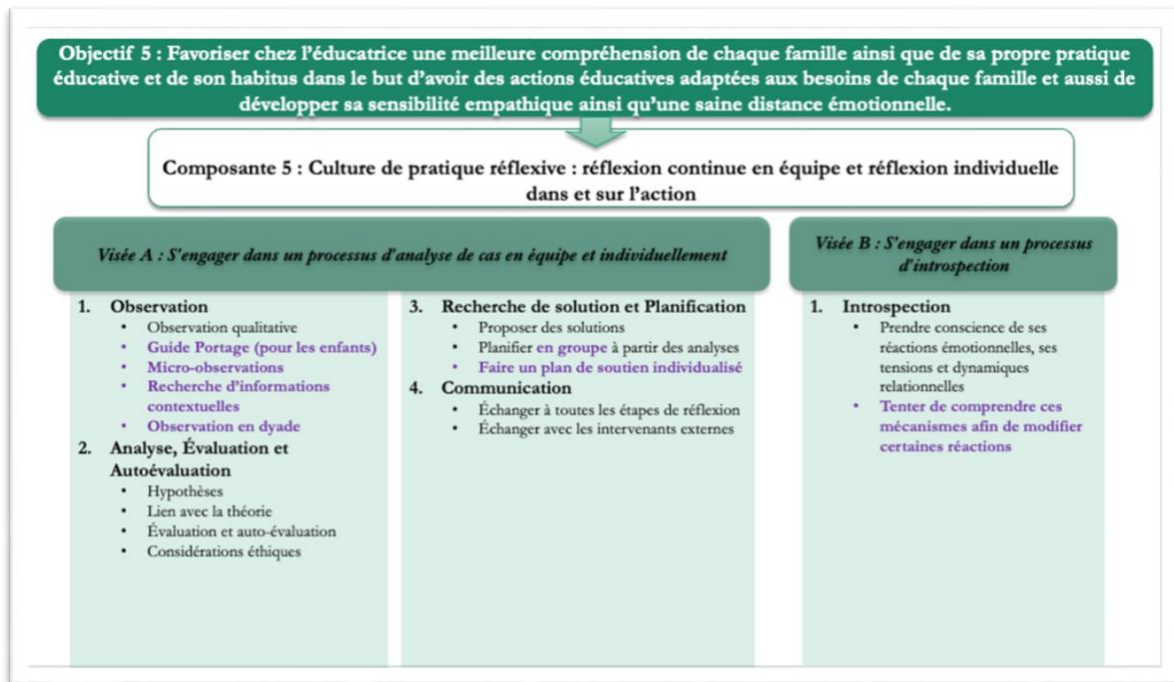 Objectif 5 : Favoriser chez l'éducatrice une meilleure compréhension de chaque famille ainsi que de sa propre pratique
éducative et de son habitus dans le but d'avoir des actions éducatives adaptées aux besoins de chaque famille et aussi de
développer sa sensibilité empathique ainsi qu'une saine distance émotionnelle.
Composante 5 : Culture de pratique réflexive : réflexion continue en équipe et réflexion individuelle
dans et sur l'action
Visée A : S'engager dans un processus d'analyse de cas en équipe et individuellement
1. Observation
• Observation qualitative
• Guide Portage (pour les enfants)
• Micro-observations
• Recherche d'informations
contextuelles
• Observation en dyade
2. Analyse, Évaluation et
Autoévaluation
• Hypothèses
• Lien avec la théorie
• Évaluation et auto-évaluation
• Considérations éthiques
3. Recherche de solution et Planification
• Proposer des solutions
• Planifier en groupe à partir des analyses
• Faire un plan de soutien individualisé
4. Communication
• Échanger à toutes les étapes de réflexion
• Échanger avec les intervenants externes
Visée B : S'engager dans un processus
d'introspection
1. Introspection
• Prendre conscience de ses
réactions émotionnelles, ses
tensions et dynamiques
relationnelles
• Tenter de comprendre ces
mécanismes afin de modifier
certaines réactions